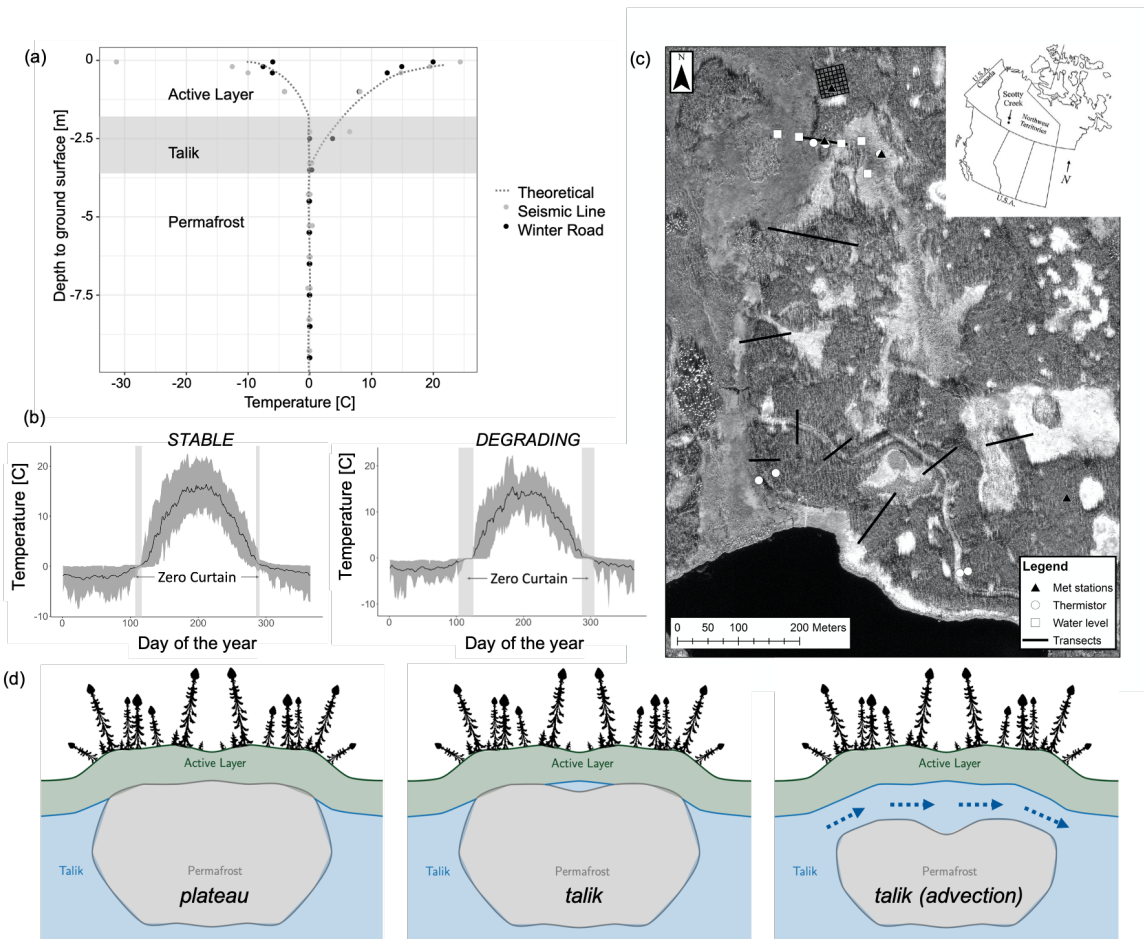 (a)
0
-2.5
-5
-7.5
Depth to ground surface [m]
Active Layer
Talik
Permafrost
-30
-20
-10
0
10
20
Temperature [C]
Theoretical
Seismic Line
Winter Road
(b)
STABLE
Temperature [C]
20
10
0
-10
Zero Curtain
0
100
200
300
Day of the year
DEGRADING
Temperature [C]
20
10
0
-10
Zero Curtain
0
100
200
300
Day of the year
(c)
N
U.S.A.
Canada
Scotty
Creek
Northwest
Territories
U.S.A.
N
Legend
Met stations
Thermistor
Water level
Transects
0 50 100 200 Meters
(d)
Active Layer
Talik
Permafrost
plateau
Active Layer
Talik
Permafrost
talik
Active Layer
Talik
Permafrost
talik (advection)